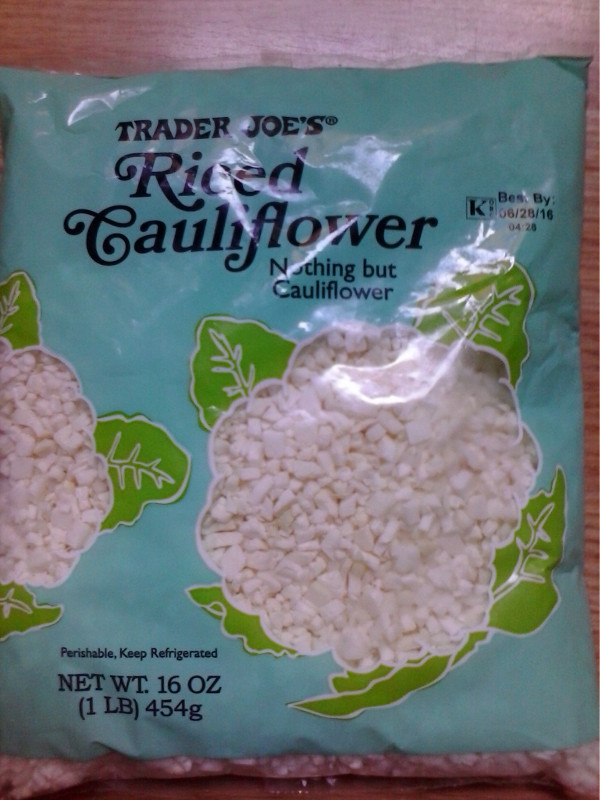 TRADER JOE'S®
Riced
Cauliflower
Nothing but
Cauliflower
K
Best By:
06/28/16
04:28
Perishable, Keep Refrigerated
NET WT. 16 OZ
(1 LB) 454g